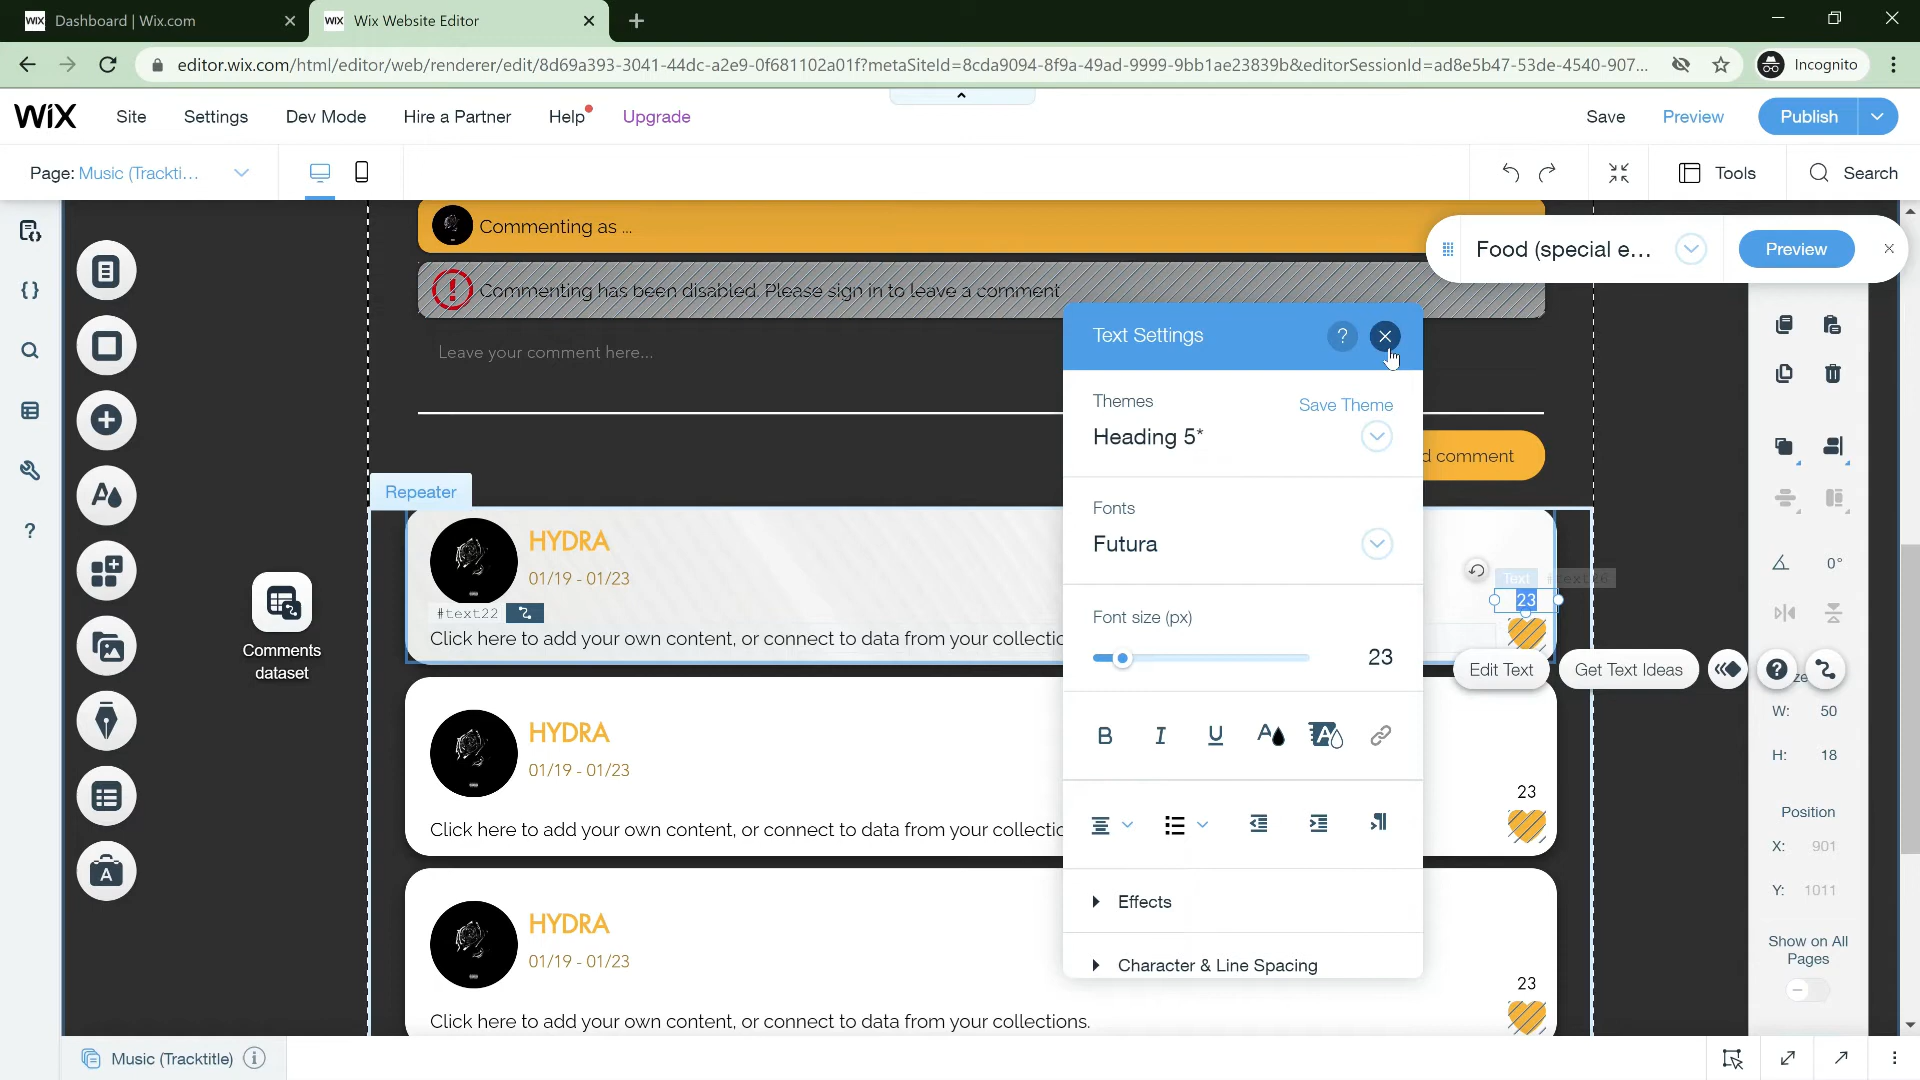 WIX Dashboard | Wix.com
WIX Wix Website Editor
editor.wix.com/html/editor/web/renderer/edit/8d69a393-3041-44dc-a2e9-0f681102a01f?metaSiteId=8cda9094-8f9a-49ad-9999-9bb1ae23839b&editorSessionId=ad8e5b47-53de-4540-907...
Incognito
WiX Site Settings Dev Mode Hire a Partner Help Upgrade Save Preview Publish
Page: Music (Trackti... Tools Search
Commenting as ...
Food (special e... Preview
Commenting has been disabled. Please sign in to leave a comment
Leave your comment here...
Text Settings ?
Themes Save Theme
Heading 5*
d comment
Repeater
Fonts
Futura
HYDRA
01/19 - 01/23
0°
Text
23
#text22
Click here to add your own content, or connect to data from your collectio
Font size (px)
23
Edit Text Get Text Ideas ?
W: 50
H: 18
Comments
dataset
HYDRA
01/19 - 01/23
23
Click here to add your own content, or connect to data from your collectio
B I U A A
Position
X: 901
Y: 1011
Effects
HYDRA
01/19 - 01/23
Character & Line Spacing
Show on All
Pages
23
Click here to add your own content, or connect to data from your collections.
Music (Tracktitle) i